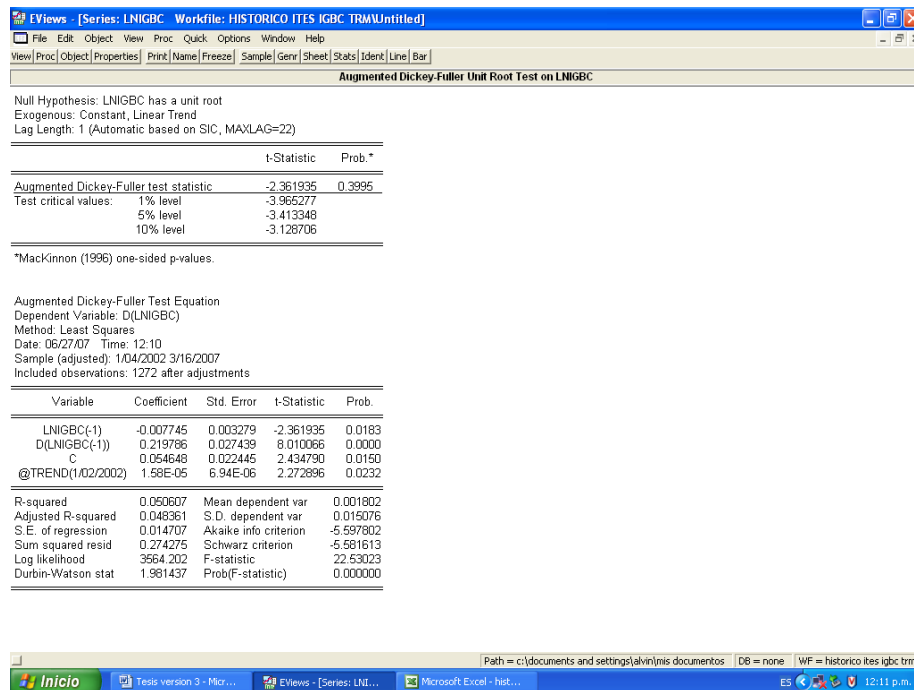 EViews - [Series: LNIGBC Workfile: HISTORICO ITES IGBC TRM\Untitled]
File Edit Object View Proc Quick Options Window Help
View Proc Object Properties Print Name Freeze Sample Genr Sheet Stats Ident Line Bar
Augmented Dickey-Fuller Unit Root Test on LNIGBC
Null Hypothesis: LNIGBC has a unit root
Exogenous: Constant, Linear Trend
Lag Length: 1 (Automatic based on SIC, MAXLAG=22)
t-Statistic Prob.*
Augmented Dickey-Fuller test statistic -2.361935 0.3995
Test critical values: 1% level -3.965277
5% level -3.413348
10% level -3.128706
*MacKinnon (1996) one-sided p-values.
Augmented Dickey-Fuller Test Equation
Dependent Variable: D(LNIGBC)
Method: Least Squares
Date: 06/27/07 Time: 12:10
Sample (adjusted): 1/04/2002 3/16/2007
Included observations: 1272 after adjustments
Variable Coefficient Std. Error t-Statistic Prob.
LNIGBC(-1) -0.007745 0.003279 -2.361935 0.0183
D(LNIGBC(-1)) 0.219786 0.027439 8.010066 0.0000
C 0.054648 0.022445 2.434790 0.0150
@TREND(1/02/2002) 1.58E-05 6.94E-06 2.272896 0.0232
R-squared 0.050607 Mean dependent var 0.001802
Adjusted R-squared 0.048361 S.D. dependent var 0.015076
S.E. of regression 0.014707 Akaike info criterion -5.597802
Sum squared resid 0.274275 Schwarz criterion -5.581613
Log likelihood 3564.202 F-statistic 22.53023
Durbin-Watson stat 1.981437 Prob(F-statistic) 0.000000
Path = c:\documents and settings\alvin\mis documentos DB = none WF = historico ites igbc trm
Inicio Tesis version 3 - Micr... EViews - [Series: LNI... Microsoft Excel - hist... ES 12:11 p.m.